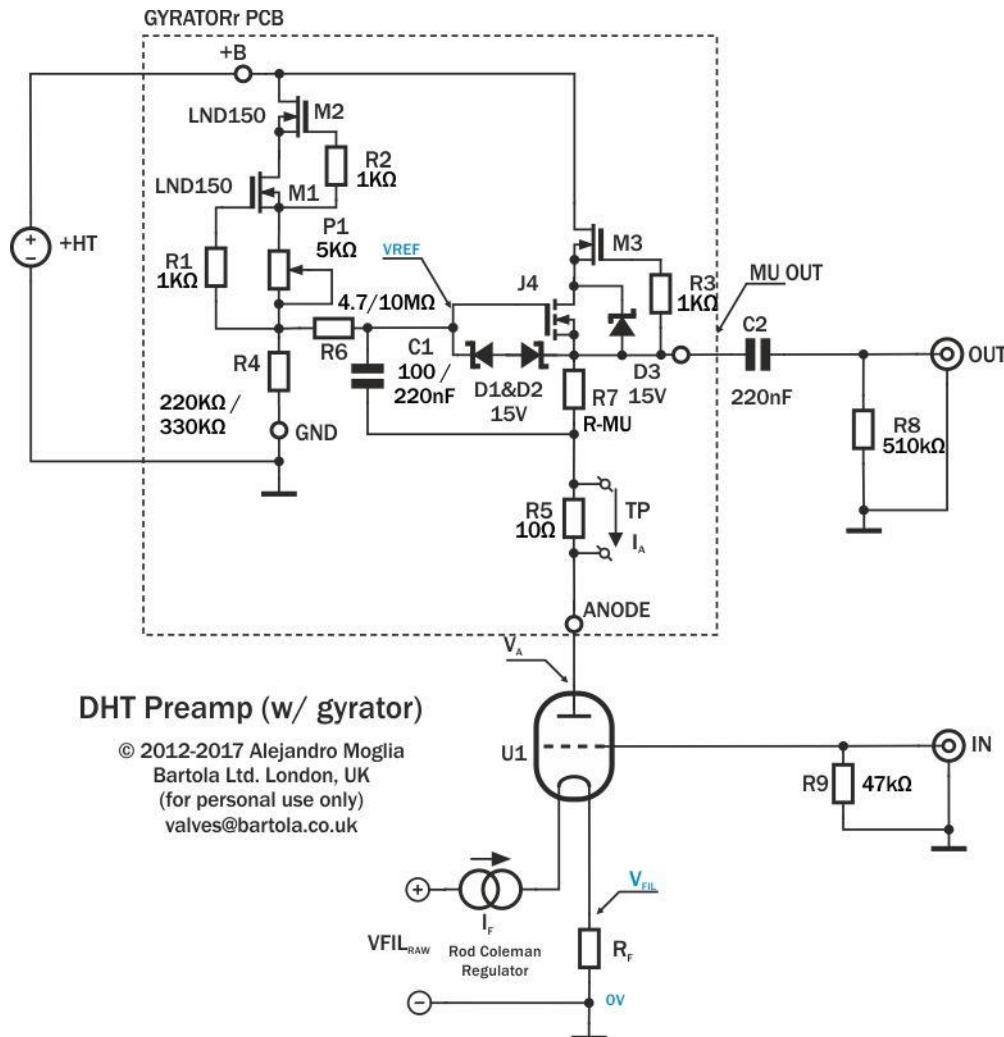 GYRATORr PCB
+B
LND150
M2
R2
1KΩ
LND150
M1
+HT
R1
1KΩ
P1
5KΩ
VREF
M3
J4
R3
1KΩ
MU OUT
4.7/10MΩ
R6
C1
100 /
220nF
D1&D2
15V
D3
15V
C2
220nF
OUT
R4
220KΩ /
330KΩ
GND
R7
R-MU
R8
510kΩ
R5
10Ω
TP
IA
ANODE
VA
DHT Preamp (w/ gyrator)
© 2012-2017 Alejandro Moglia
Bartola Ltd. London, UK
(for personal use only)
valves@bartola.co.uk
U1
IN
R9
47kΩ
VFIL
IF
VFILRAW
Rod Coleman
Regulator
RF
0V